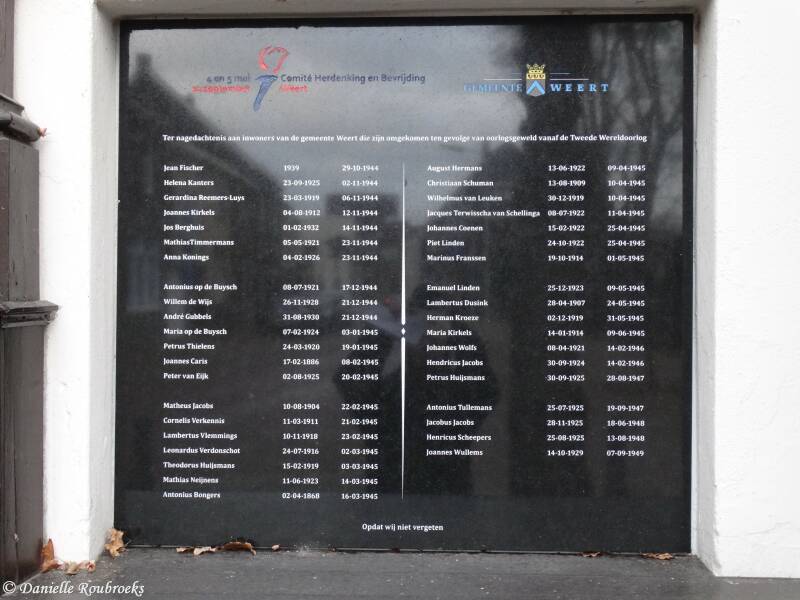 4 en 5 mei Comité Herdenking en Bevrijding
21 september Weert
GEMEENTE WEERT
Ter nagedachtenis aan inwoners van de gemeente Weert die zijn omgekomen ten gevolge van oorlogsgeweld vanaf de Tweede Wereldoorlog
Jean Fischer 1939 29-10-1944
Helena Kanters 23-09-1925 02-11-1944
Gerardina Reemers-Luys 23-03-1919 06-11-1944
Joannes Kirkels 04-08-1912 12-11-1944
Jos Berghuis 01-02-1932 14-11-1944
MathiasTimmermans 05-05-1921 23-11-1944
Anna Konings 04-02-1926 23-11-1944
Antonius op de Buysch 08-07-1921 17-12-1944
Willem de Wijs 26-11-1928 21-12-1944
André Gubbels 31-08-1930 21-12-1944
Maria op de Buysch 07-02-1924 03-01-1945
Petrus Thielens 24-03-1920 19-01-1945
Joannes Caris 17-02-1886 08-02-1945
Peter van Eijk 02-08-1925 20-02-1945
Matheus Jacobs 10-08-1904 22-02-1945
Cornelis Verkennis 11-03-1911 21-02-1945
Lambertus Vlemmings 10-11-1918 23-02-1945
Leonardus Verdonschot 24-07-1916 02-03-1945
Theodorus Huijsmans 15-02-1919 03-03-1945
Mathias Neijnens 11-06-1923 14-03-1945
Antonius Bongers 02-04-1868 16-03-1945
August Hermans 13-06-1922 09-04-1945
Christiaan Schuman 13-08-1909 10-04-1945
Wilhelmus van Leuken 30-12-1919 10-04-1945
Jacques Terwisscha van Schellinga 08-07-1922 11-04-1945
Johannes Coenen 15-02-1922 25-04-1945
Piet Linden 24-10-1922 25-04-1945
Marinus Franssen 19-10-1914 01-05-1945
Emanuel Linden 25-12-1923 09-05-1945
Lambertus Dusink 28-04-1907 24-05-1945
Herman Kroeze 02-12-1919 31-05-1945
Maria Kirkels 14-01-1914 09-06-1945
Johannes Wolfs 08-04-1921 14-02-1946
Hendricus Jacobs 30-09-1924 14-02-1946
Petrus Huijsmans 30-09-1925 28-08-1947
Antonius Tullemans 25-07-1925 19-09-1947
Jacobus Jacobs 28-11-1925 18-06-1948
Henricus Scheepers 25-08-1925 13-08-1948
Joannes Wullems 14-10-1929 07-09-1949
Opdat wij niet vergeten
© Danielle Roubroeks